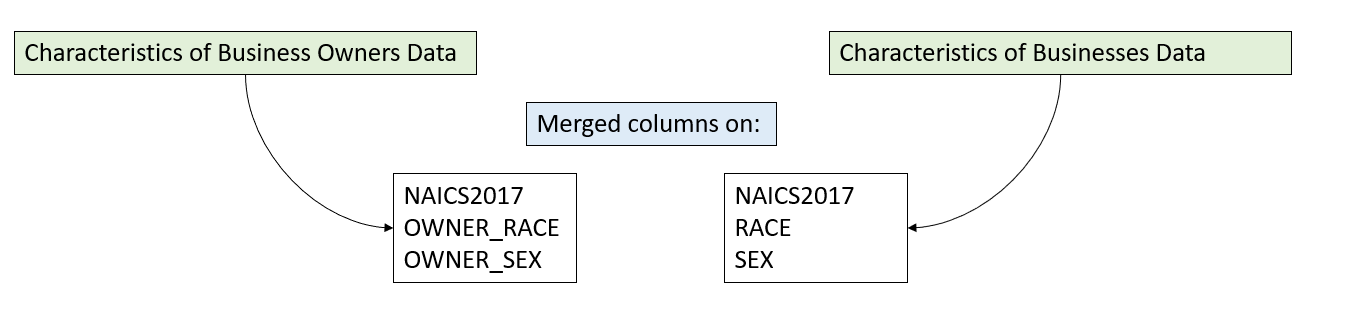 Characteristics of Business Owners Data
Characteristics of Businesses Data
Merged columns on:
NAICS2017
OWNER_RACE
OWNER_SEX
NAICS2017
RACE
SEX